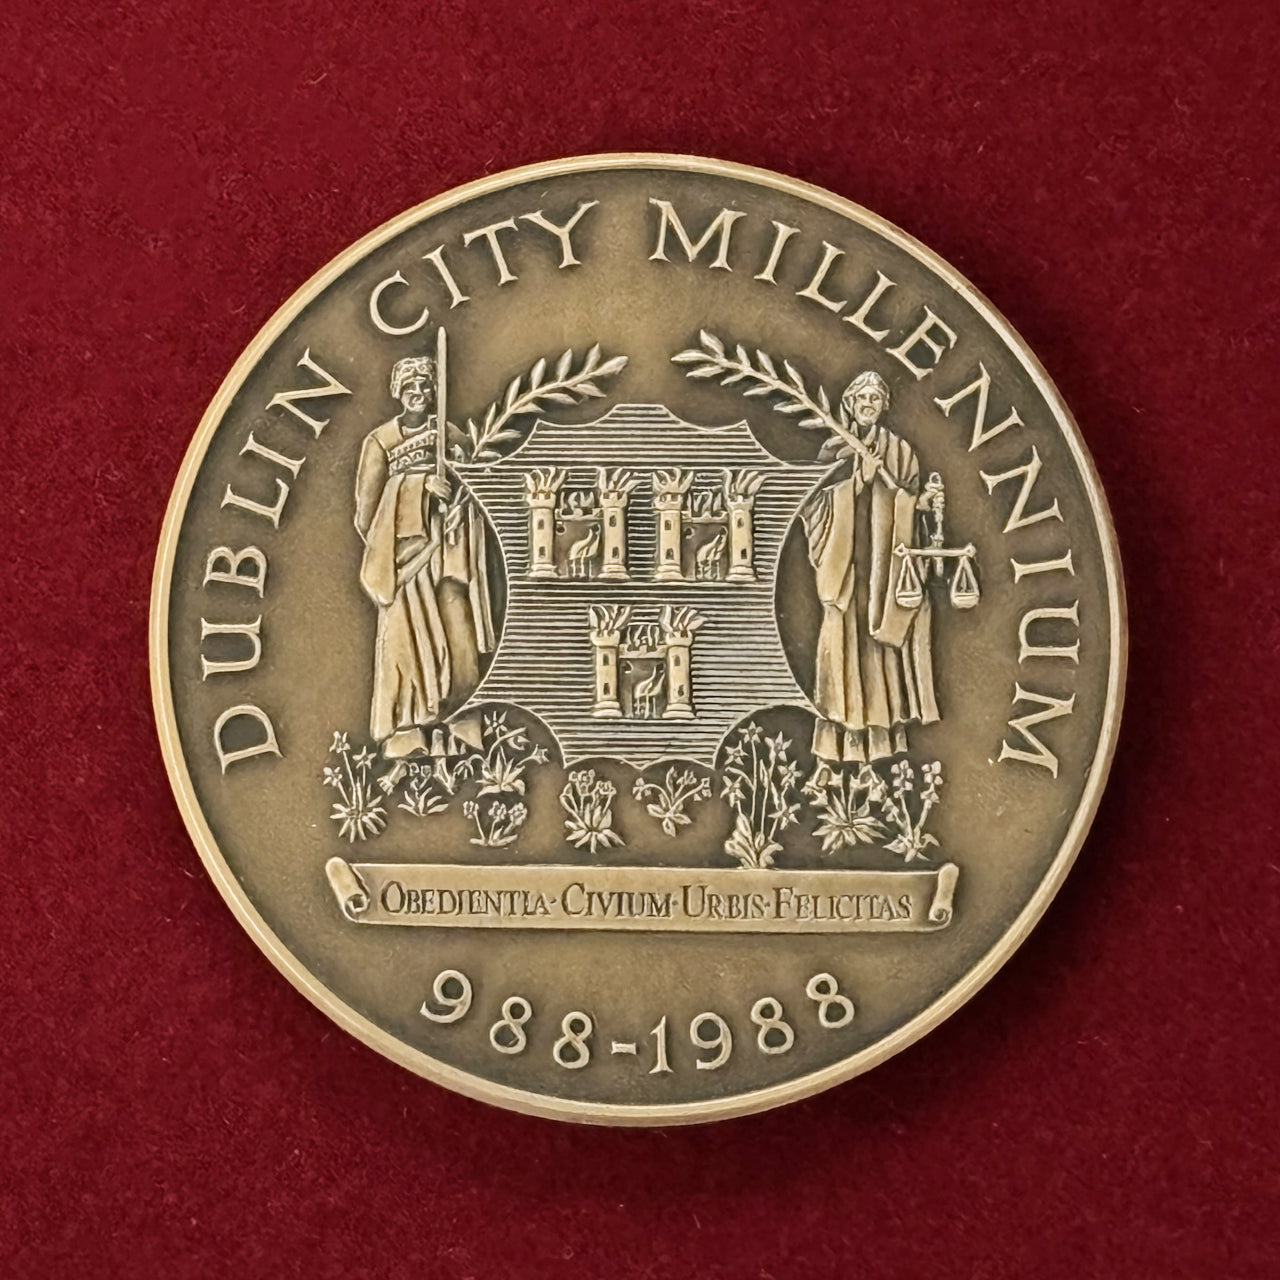 DUBLIN CITY MILLENNIUM
OBEDIENTIA·CIVIUM·URBIS·FELICITAS
988-1988